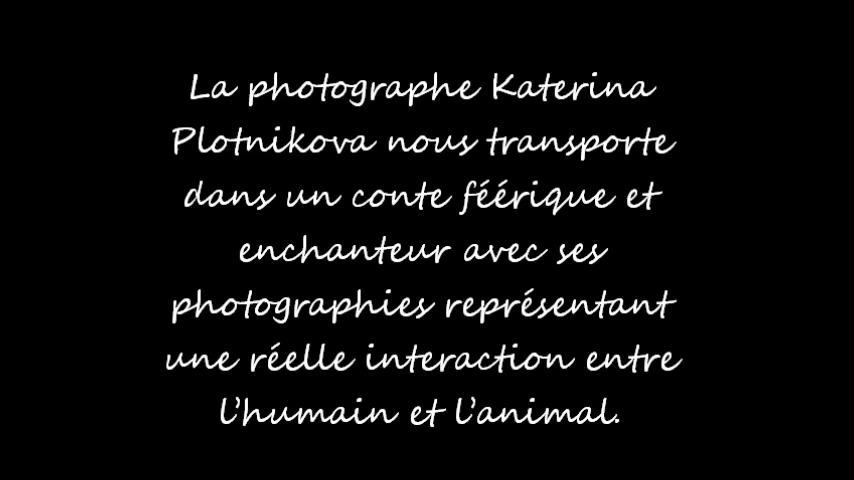 La photographe Katerina
Plotnikova nous transporte
dans un conte féérique et
enchanteur avec ses
photographies représentant
une réelle interaction entre
l'humain et l'animal.